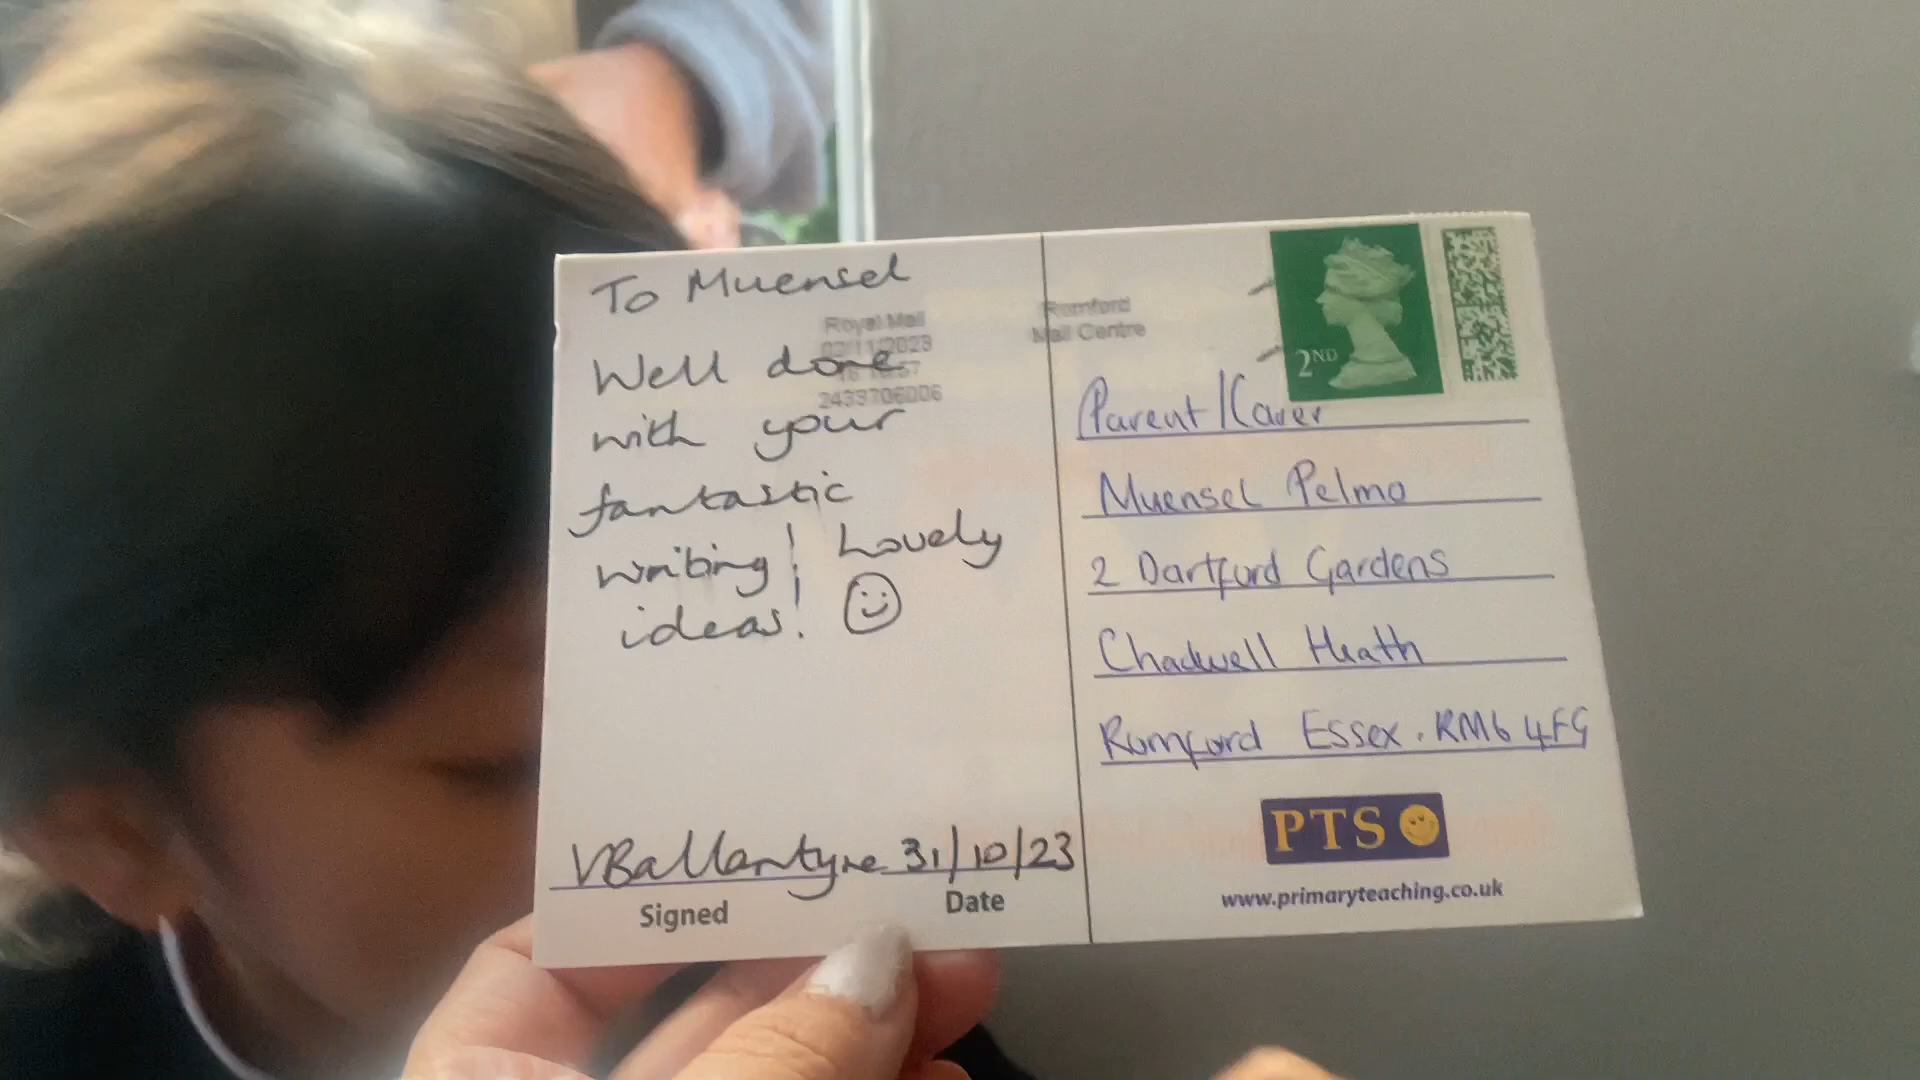 To Muensel
Well done
with your
fantastic
writing! Lovely
ideas!
VBallantyne 31/10/23
Signed Date
Royal Mail
02/11/2023
2433706006
Romford
Mail Centre
2ND
Parent/Carer
Muensel Pelmo
2 Dartford Gardens
Chadwell Heath
Romford Essex. RM6 4FG
PTS
www.primaryteaching.co.uk